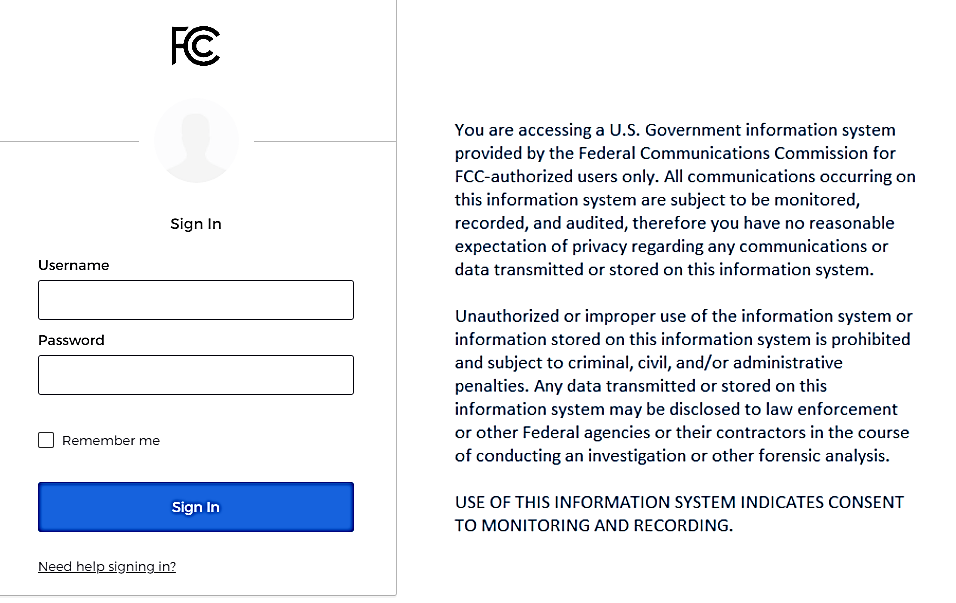 FCC
Sign In
Username
Password
Remember me
Sign In
Need help signing in?
You are accessing a U.S. Government information system
provided by the Federal Communications Commission for
FCC-authorized users only. All communications occurring on
this information system are subject to be monitored,
recorded, and audited, therefore you have no reasonable
expectation of privacy regarding any communications or
data transmitted or stored on this information system.
Unauthorized or improper use of the information system or
information stored on this information system is prohibited
and subject to criminal, civil, and/or administrative
penalties. Any data transmitted or stored on this
information system may be disclosed to law enforcement
or other Federal agencies or their contractors in the course
of conducting an investigation or other forensic analysis.
USE OF THIS INFORMATION SYSTEM INDICATES CONSENT
TO MONITORING AND RECORDING.